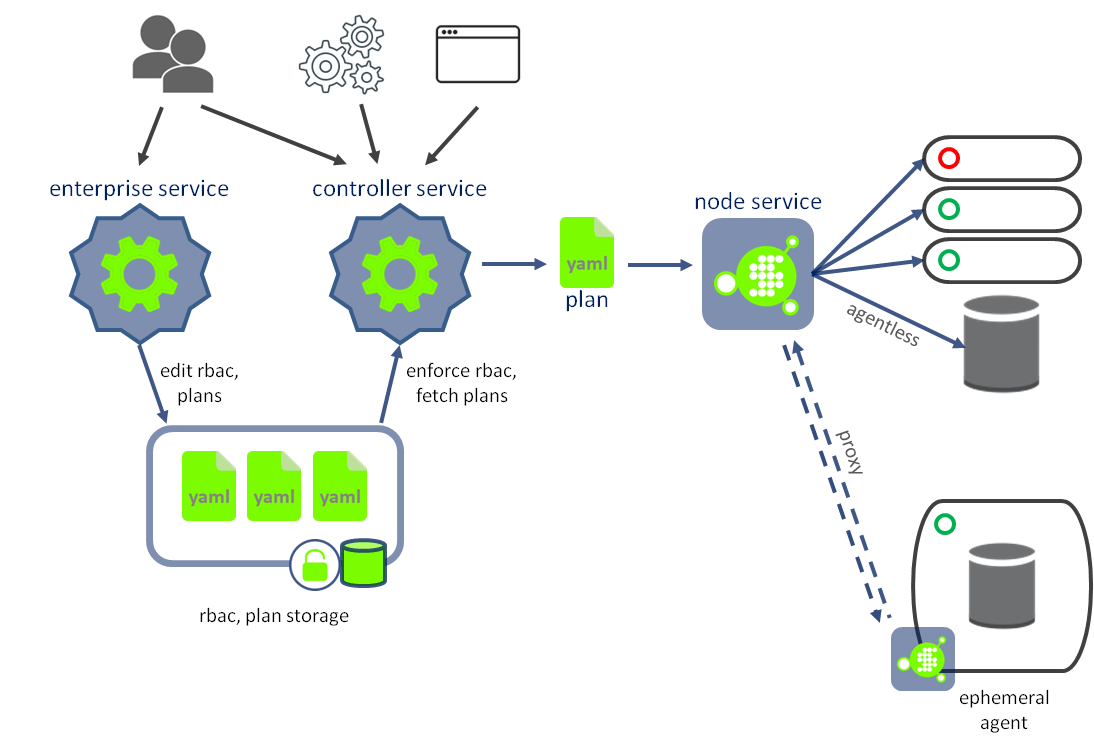 enterprise service
controller service
node service
yaml
plan
agentless
edit rbac,
plans
enforce rbac,
fetch plans
proxy
yaml
yaml
yaml
rbac, plan storage
ephemeral
agent